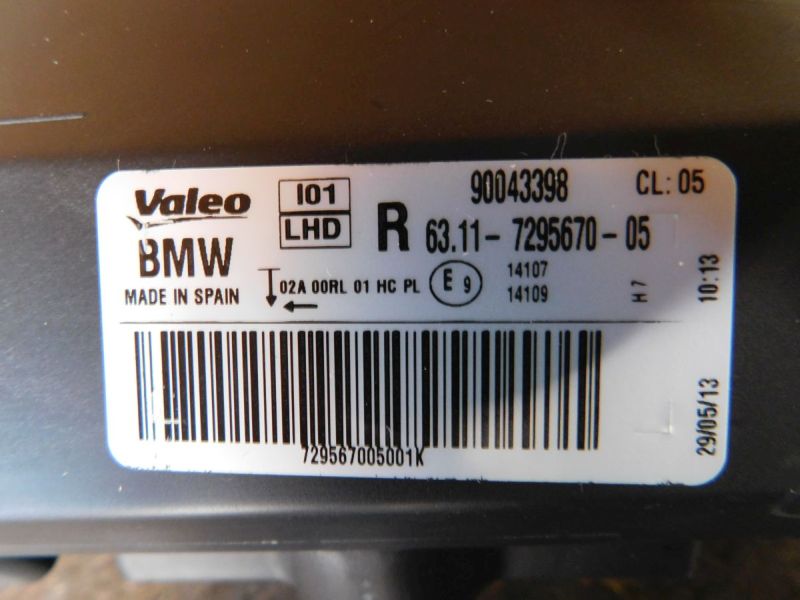 Valeo
BMW
MADE IN SPAIN
I01
LHD
R
90043398
CL: 05
63.11- 7295670 - 05
02A 00RL 01 HC PL
E 9
14107
14109
H7
29/05/13 10:13
729567005001K